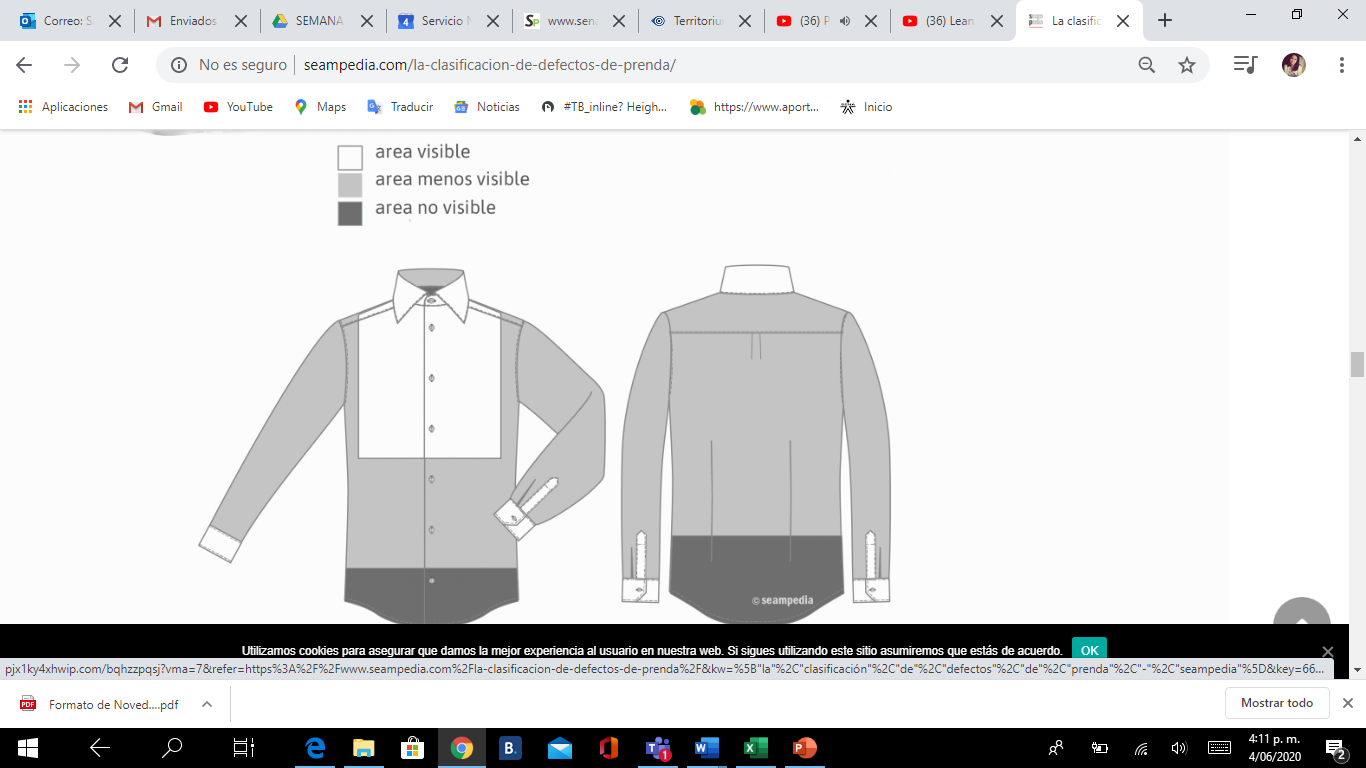 Correo: S
Enviados
SEMANA
4
Servicio
Sp
www.sena
Territoriu
(36) P
(36) Lean
La clasific
No es seguro | seampedia.com/la-clasificacion-de-defectos-de-prenda/
Aplicaciones
Gmail
YouTube
Maps
Traducir
Noticias
#TB_inline? Heigh...
https://www.aport...
Inicio
area visible
area menos visible
area no visible
© seampedia
Utilizamos cookies para asegurar que damos la mejor experiencia al usuario en nuestra web. Si sigues utilizando este sitio asumiremos que estás de acuerdo.
OK
pjx1ky4xhwip.com/bqhzzpqsj?vma=7&refer=https%3A%2F%2Fwww.seampedia.com%2Fla-clasificacion-de-defectos-de-prenda%2F&kw=%5B"la"%2C"clasificación"%2C"de"%2C"defectos"%2C"de"%2C"prenda"%2C"-"%2C"seampedia"%5D&key=66...
PDF
Formato de Noved....pdf
Mostrar todo
B.
1
4:11 p. m.
4/06/2020
2